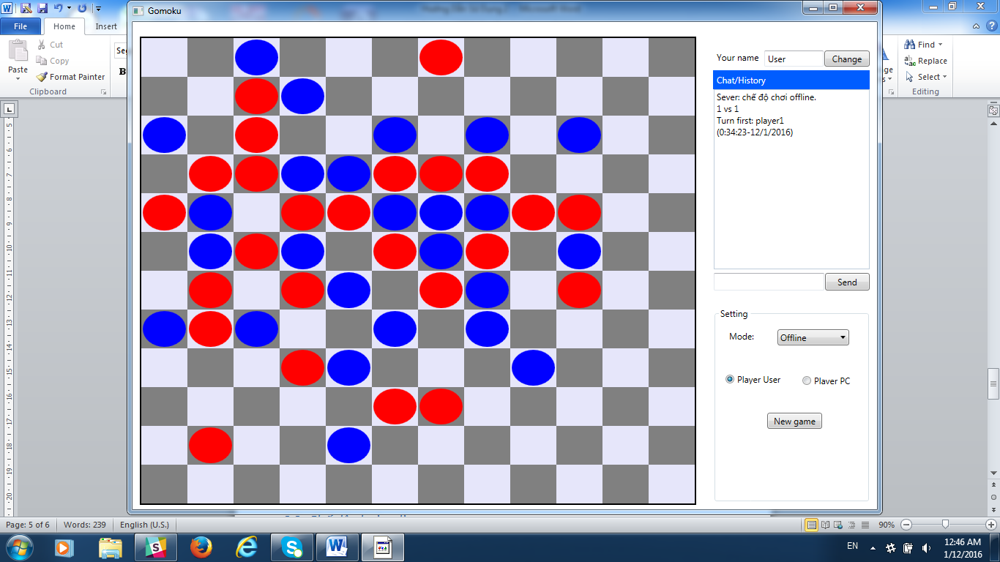 Gomoku
File
Home
Insert
Paste
Cut
Copy
Format Painter
B
Clipboard
Find
Replace
Select
Editing
Your name
User
Change
Chat/History
Sever: chế độ chơi offline.
1 vs 1
Turn first: player1
(0:34:23-12/1/2016)
Send
Setting
Mode:
Offline
Player User
Player PC
New game
Page: 5 of 6
Words: 239
English (U.S.)
90%
EN
12:46 AM
1/12/2016